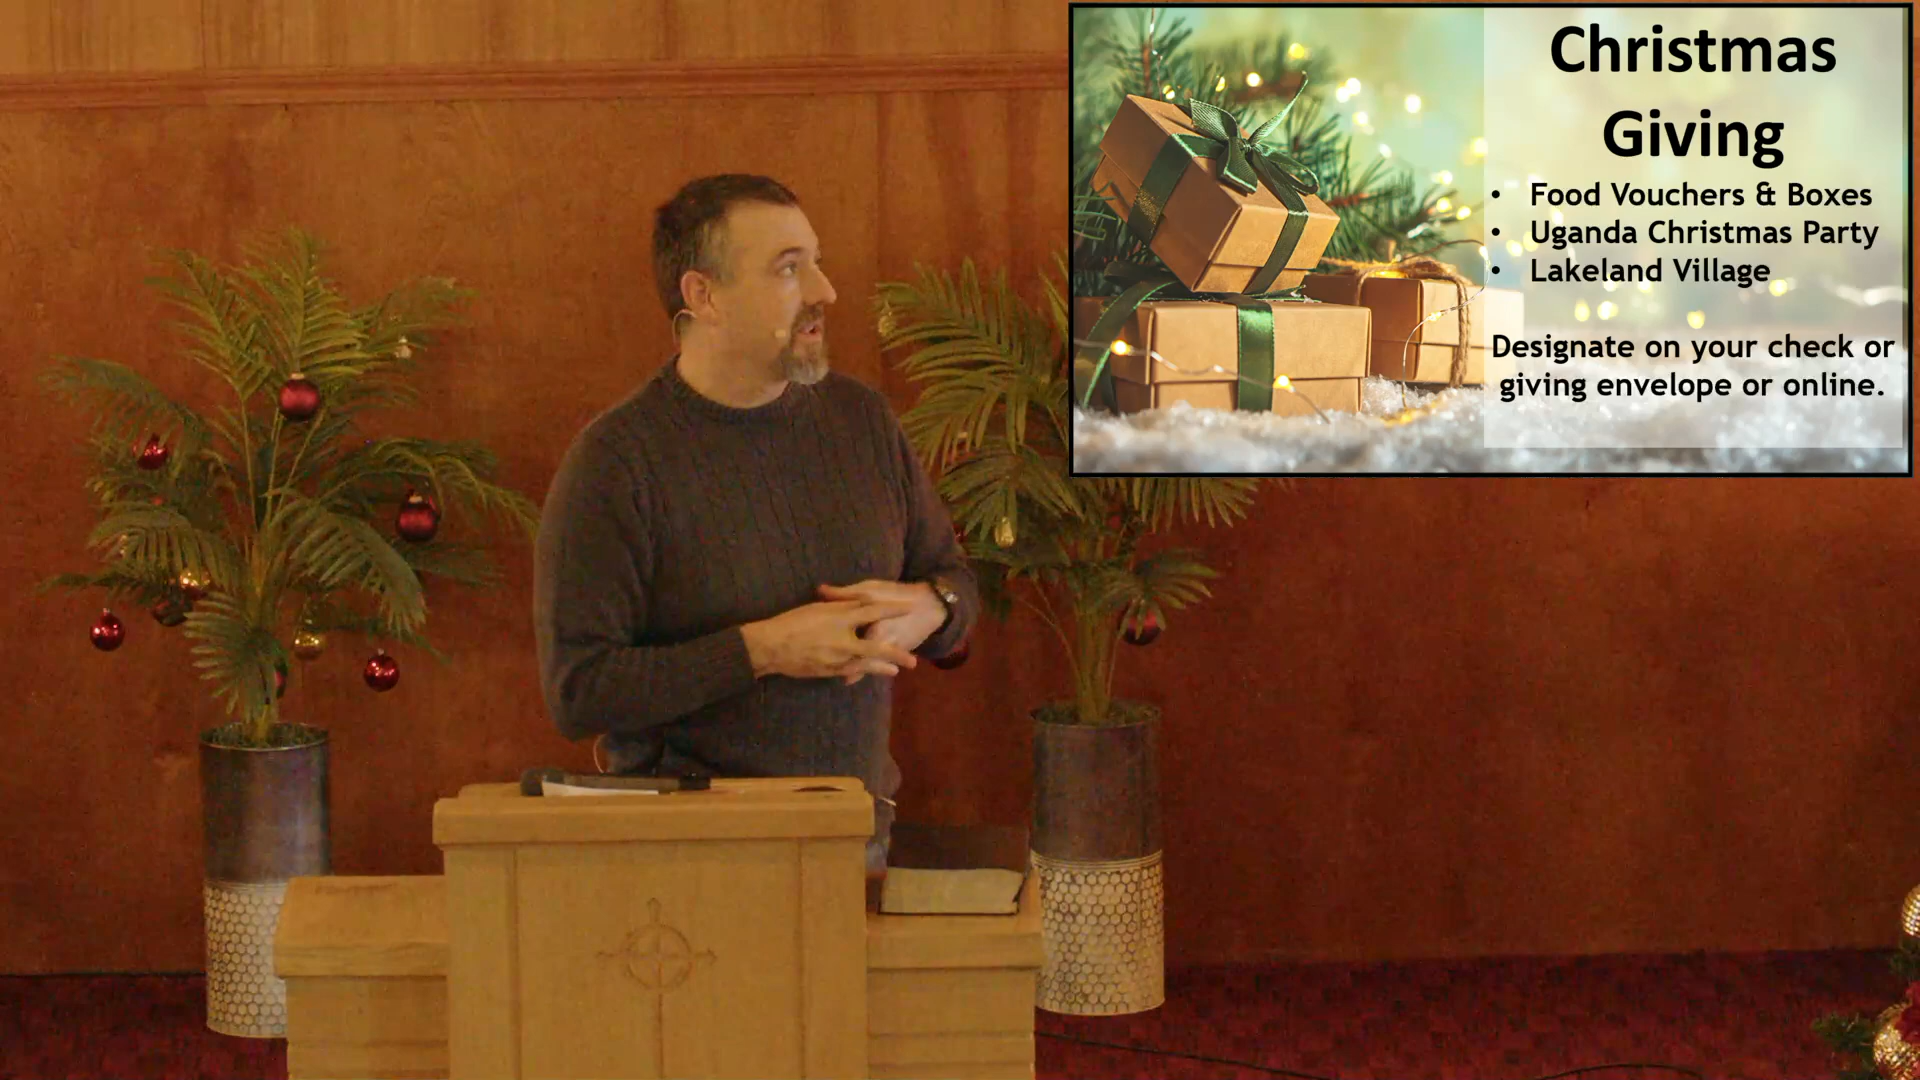 Christmas
Giving
• Food Vouchers & Boxes
• Uganda Christmas Party
• Lakeland Village
Designate on your check or
giving envelope or online.